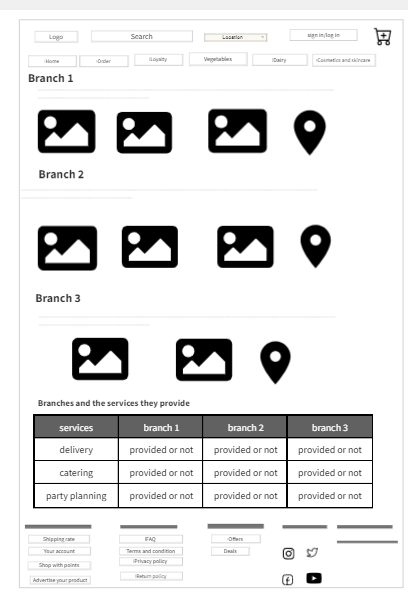 Logo
Search
Location
sign in/log in
Home
Order
Loyalty
Vegetables
Dairy
Cosmetics and skincare
Branch 1
Branch 2
Branch 3
Branches and the services they provide
services branch 1 branch 2 branch 3
delivery provided or not provided or not provided or not
catering provided or not provided or not provided or not
party planning provided or not provided or not provided or not
Shipping rate
Your account
Shop with points
Advertise your product
FAQ
Terms and condition
Privacy policy
Return policy
Offers
Deals